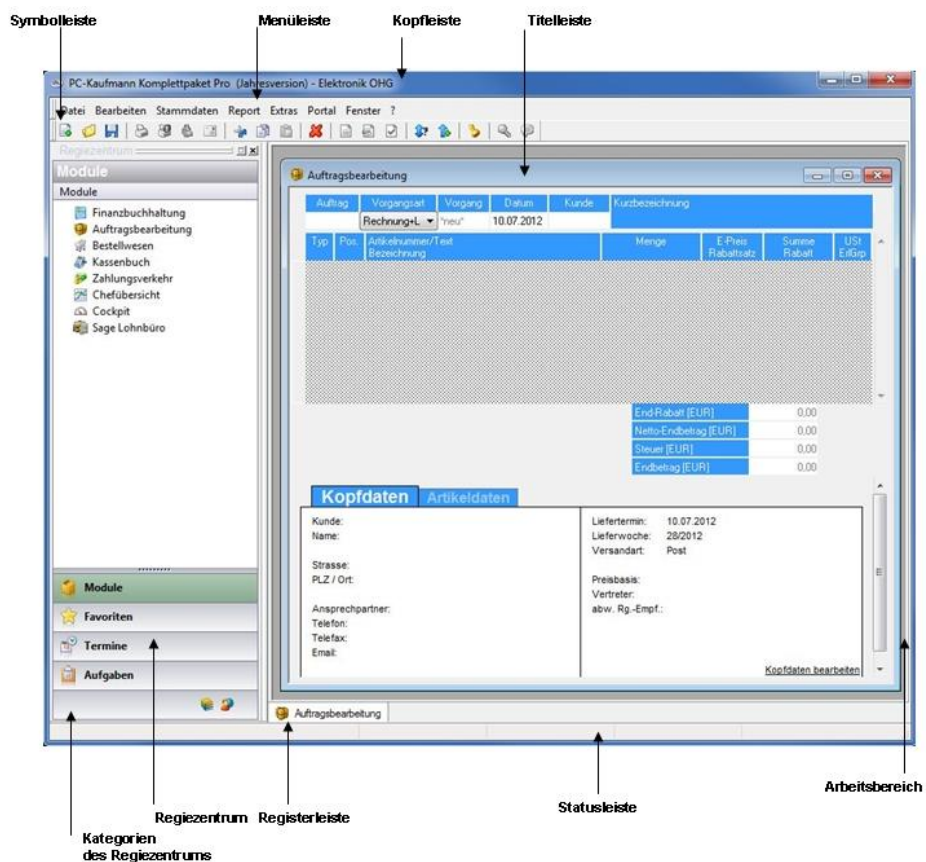 Symbolleiste Menüleiste Kopfleiste Titelleiste
PC-Kaufmann Komplettpaket Pro (Jahresversion) - Elektronik OHG
Datei Bearbeiten Stammdaten Report Extras Portal Fenster ?
Regiezentrum
Module
Module
Finanzbuchhaltung
Auftragsbearbeitung
Bestellwesen
Kassenbuch
Zahlungsverkehr
Chefübersicht
Cockpit
Sage Lohnbüro
Module
Favoriten
Termine
Aufgaben
Auftragsbearbeitung
Auftrag Vorgangsart Vorgang Datum Kunde Kurzbezeichnung
Rechnung+L *neu* 10.07.2012
Typ Pos. Artikelnummer/Text Menge E-Preis Summe USt
Bezeichnung Rabattsatz Rabatt ErlGrp
End-Rabatt [EUR] 0,00
Netto-Endbetrag [EUR] 0,00
Steuer [EUR] 0,00
Endbetrag [EUR] 0,00
Kopfdaten Artikeldaten
Kunde:
Name:
Strasse:
PLZ / Ort:
Ansprechpartner:
Telefon:
Telefax:
Email:
Liefertermin: 10.07.2012
Lieferwoche: 28/2012
Versandart: Post
Preisbasis:
Vertreter:
abw. Rg.-Empf.:
Kopfdaten bearbeiten
Auftragsbearbeitung
Arbeitsbereich
Statusleiste
Regiezentrum Registerleiste
Kategorien
des Regiezentrums